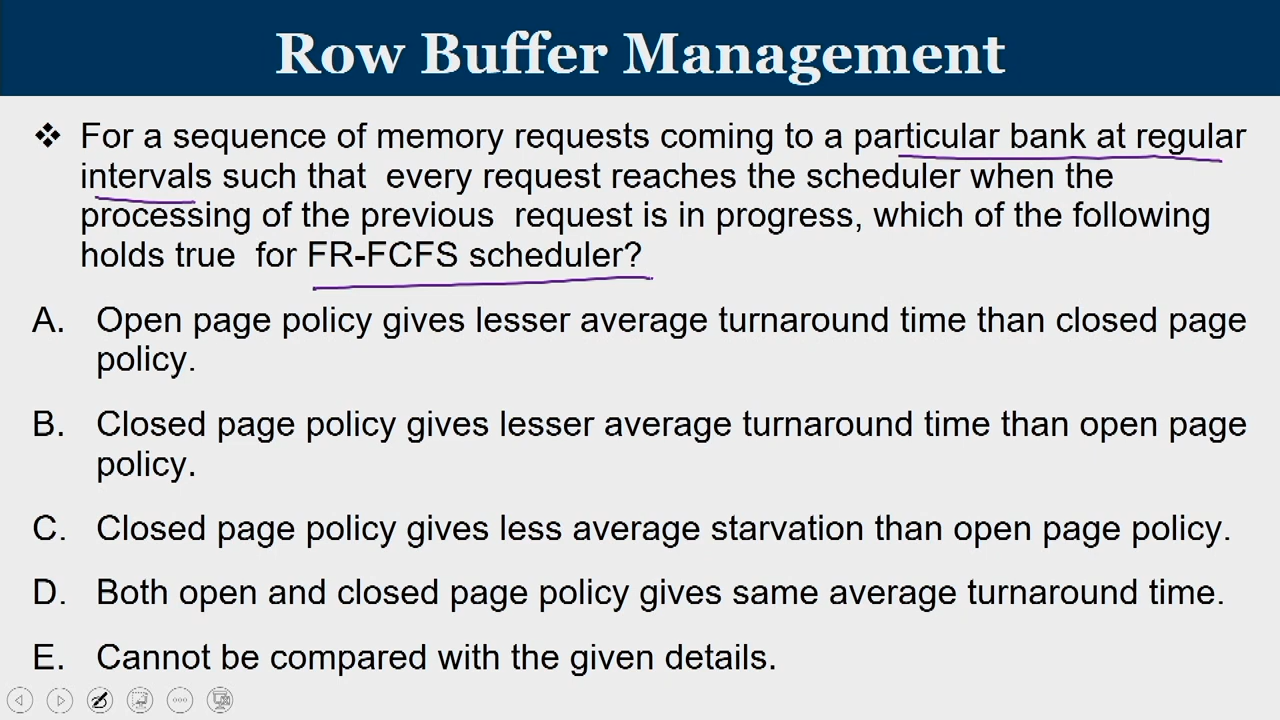 Row Buffer Management
❖ For a sequence of memory requests coming to a particular bank at regular
intervals such that every request reaches the scheduler when the
processing of the previous request is in progress, which of the following
holds true for FR-FCFS scheduler?
A. Open page policy gives lesser average turnaround time than closed page
policy.
B. Closed page policy gives lesser average turnaround time than open page
policy.
C. Closed page policy gives less average starvation than open page policy.
D. Both open and closed page policy gives same average turnaround time.
E. Cannot be compared with the given details.